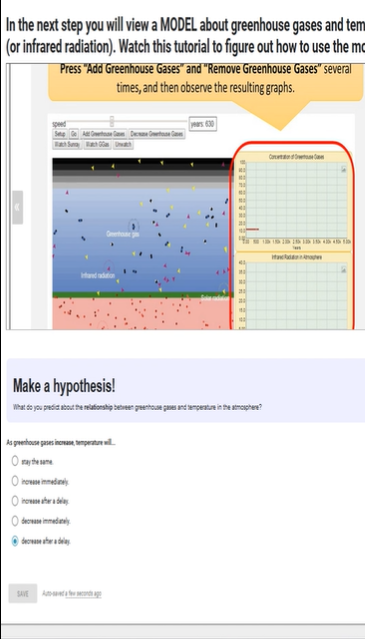 In the next step you will view a MODEL about greenhouse gases and tem
(or infrared radiation). Watch this tutorial to figure out how to use the mo
Press "Add Greenhouse Gases" and "Remove Greenhouse Gases" several
times, and then observe the resulting graphs.
speed
years: 630
Setup Go Add Greenhouse Gases Decrease Greenhouse Gases
Watch Sunray Watch GGas Unwatch
Concentration of Greenhouse Gases
Greenhouse gas
Infrared radiation
Solar radiation
Years
Infrared Radiation in Atmosphere
Make a hypothesis!
What do you predict about the relationship between greenhouse gases and temperature in the atmosphere?
As greenhouse gases increase, temperature will...
stay the same.
increase immediately.
increase after a delay.
decrease immediately.
decrease after a delay.
SAVE Auto-saved a few seconds ago